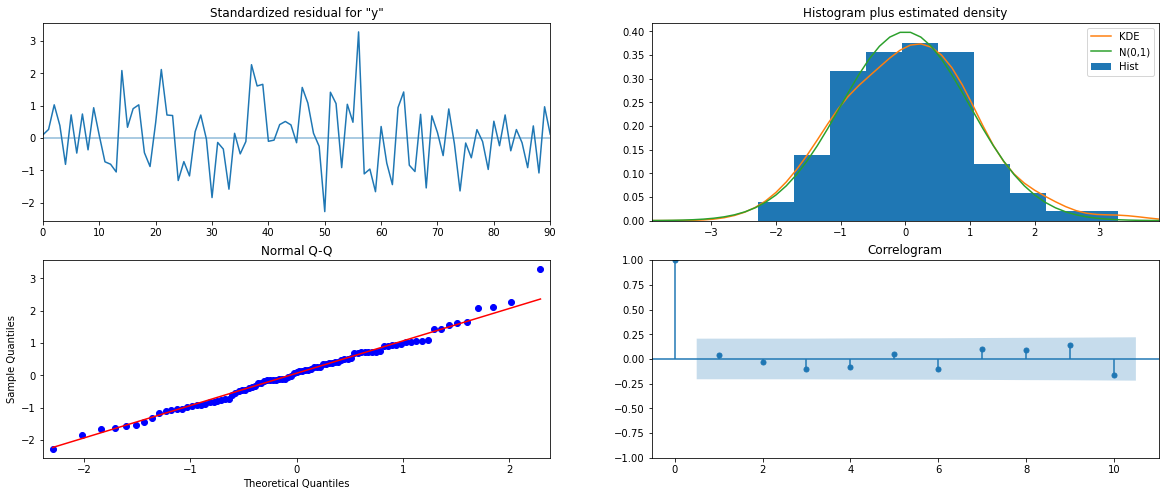 Standardized residual for "y"
3
2
1
0
−1
−2
0 10 20 30 40 50 60 70 80 90
Histogram plus estimated density
0.40
0.35
0.30
0.25
0.20
0.15
0.10
0.05
0.00
−3 −2 −1 0 1 2 3
KDE
N(0,1)
Hist
Normal Q-Q
Sample Quantiles
3
2
1
0
−1
−2
−2 −1 0 1 2
Theoretical Quantiles
Correlogram
1.00
0.75
0.50
0.25
0.00
−0.25
−0.50
−0.75
−1.00
0 2 4 6 8 10